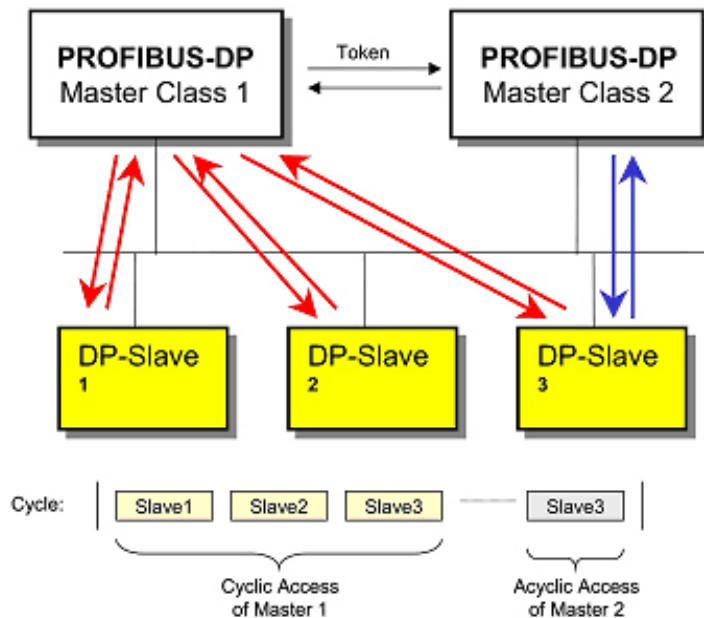 PROFIBUS-DP
Master Class 1
Token
PROFIBUS-DP
Master Class 2
DP-Slave
1
DP-Slave
2
DP-Slave
3
Cycle:
Slave1
Slave2
Slave3
Slave3
Cyclic Access
of Master 1
Acyclic Access
of Master 2